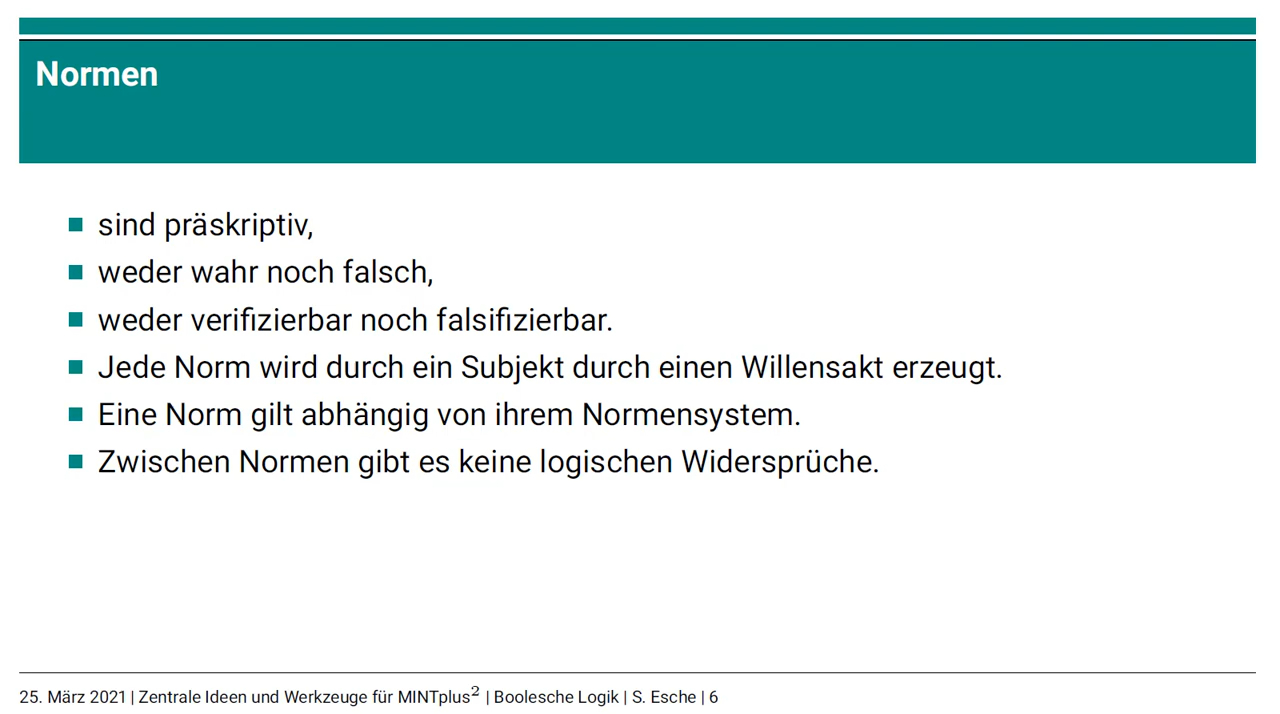 Normen
sind präskriptiv,
weder wahr noch falsch,
weder verifizierbar noch falsifizierbar.
Jede Norm wird durch ein Subjekt durch einen Willensakt erzeugt.
Eine Norm gilt abhängig von ihrem Normensystem.
Zwischen Normen gibt es keine logischen Widersprüche.
25. März 2021 | Zentrale Ideen und Werkzeuge für MINTplus² | Boolesche Logik | S. Esche | 6